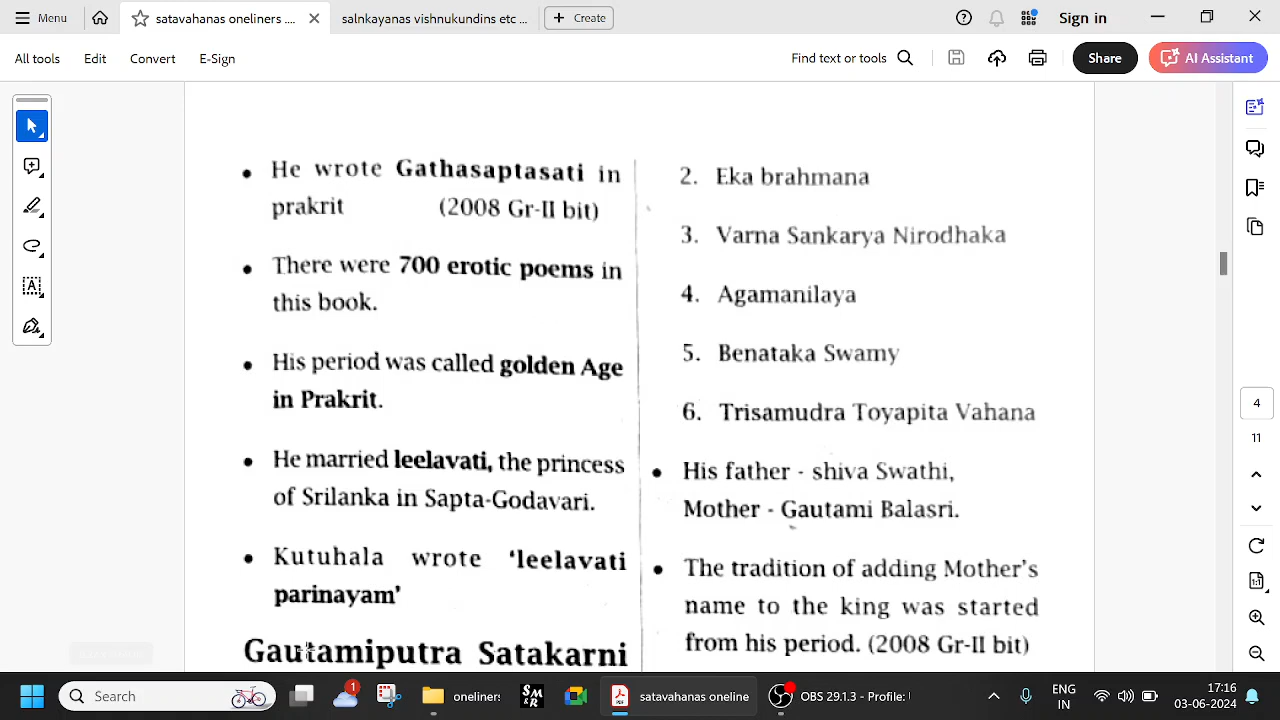 Menu
satavahanas oneliners ....
salnkayanas vishnukundins etc ...
Create
Sign in
All tools
Edit
Convert
E-Sign
Find text or tools
Share
AI Assistant
• He wrote Gathasaptasati in
prakrit (2008 Gr-II bit)
• There were 700 erotic poems in
this book.
• His period was called golden Age
in Prakrit.
• He married leelavati, the princess
of Srilanka in Sapta-Godavari.
• Kutuhala wrote ‘leelavati
parinayam’
Gautamiputra Satakarni
2. Eka brahmana
3. Varna Sankarya Nirodhaka
4. Agamanilaya
5. Benataka Swamy
6. Trisamudra Toyapita Vahana
• His father - shiva Swathi,
Mother - Gautami Balasri.
• The tradition of adding Mother's
name to the king was started
from his period. (2008 Gr-II bit)
4
11
Search
1
oneliners
SM
&R
satavahanas oneline
OBS 29.1.3 - Profile:
ENG
IN
17:16
03-06-2024